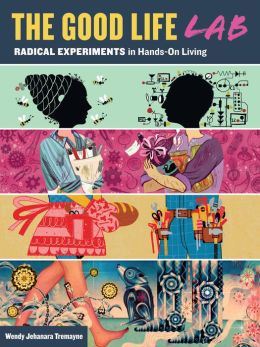 THE GOOD LIFE LAB
RADICAL EXPERIMENTS in Hands-On Living
Wendy Jehanara Tremayne